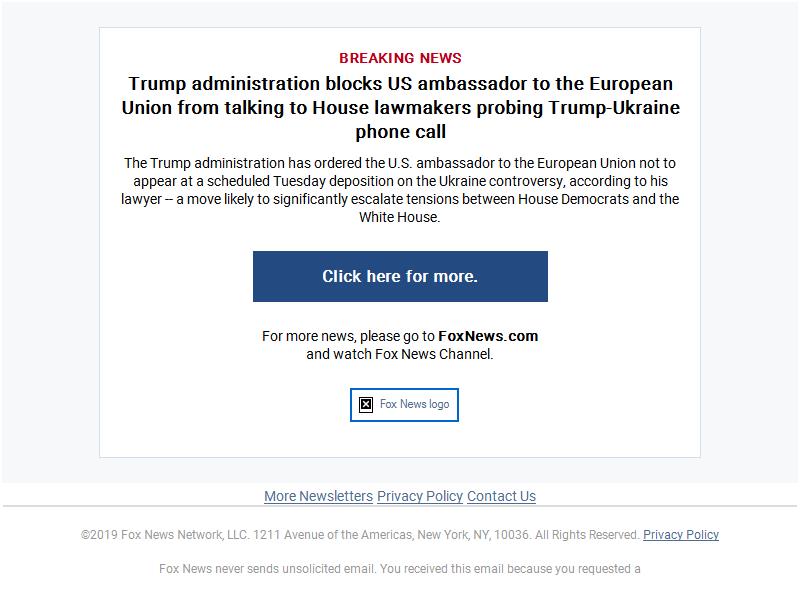 BREAKING NEWS
Trump administration blocks US ambassador to the European
Union from talking to House lawmakers probing Trump-Ukraine
phone call
The Trump administration has ordered the U.S. ambassador to the European Union not to
appear at a scheduled Tuesday deposition on the Ukraine controversy, according to his
lawyer -- a move likely to significantly escalate tensions between House Democrats and the
White House.
Click here for more.
For more news, please go to FoxNews.com
and watch Fox News Channel.
Fox News logo
More Newsletters Privacy Policy Contact Us
©2019 Fox News Network, LLC. 1211 Avenue of the Americas, New York, NY, 10036. All Rights Reserved. Privacy Policy
Fox News never sends unsolicited email. You received this email because you requested a